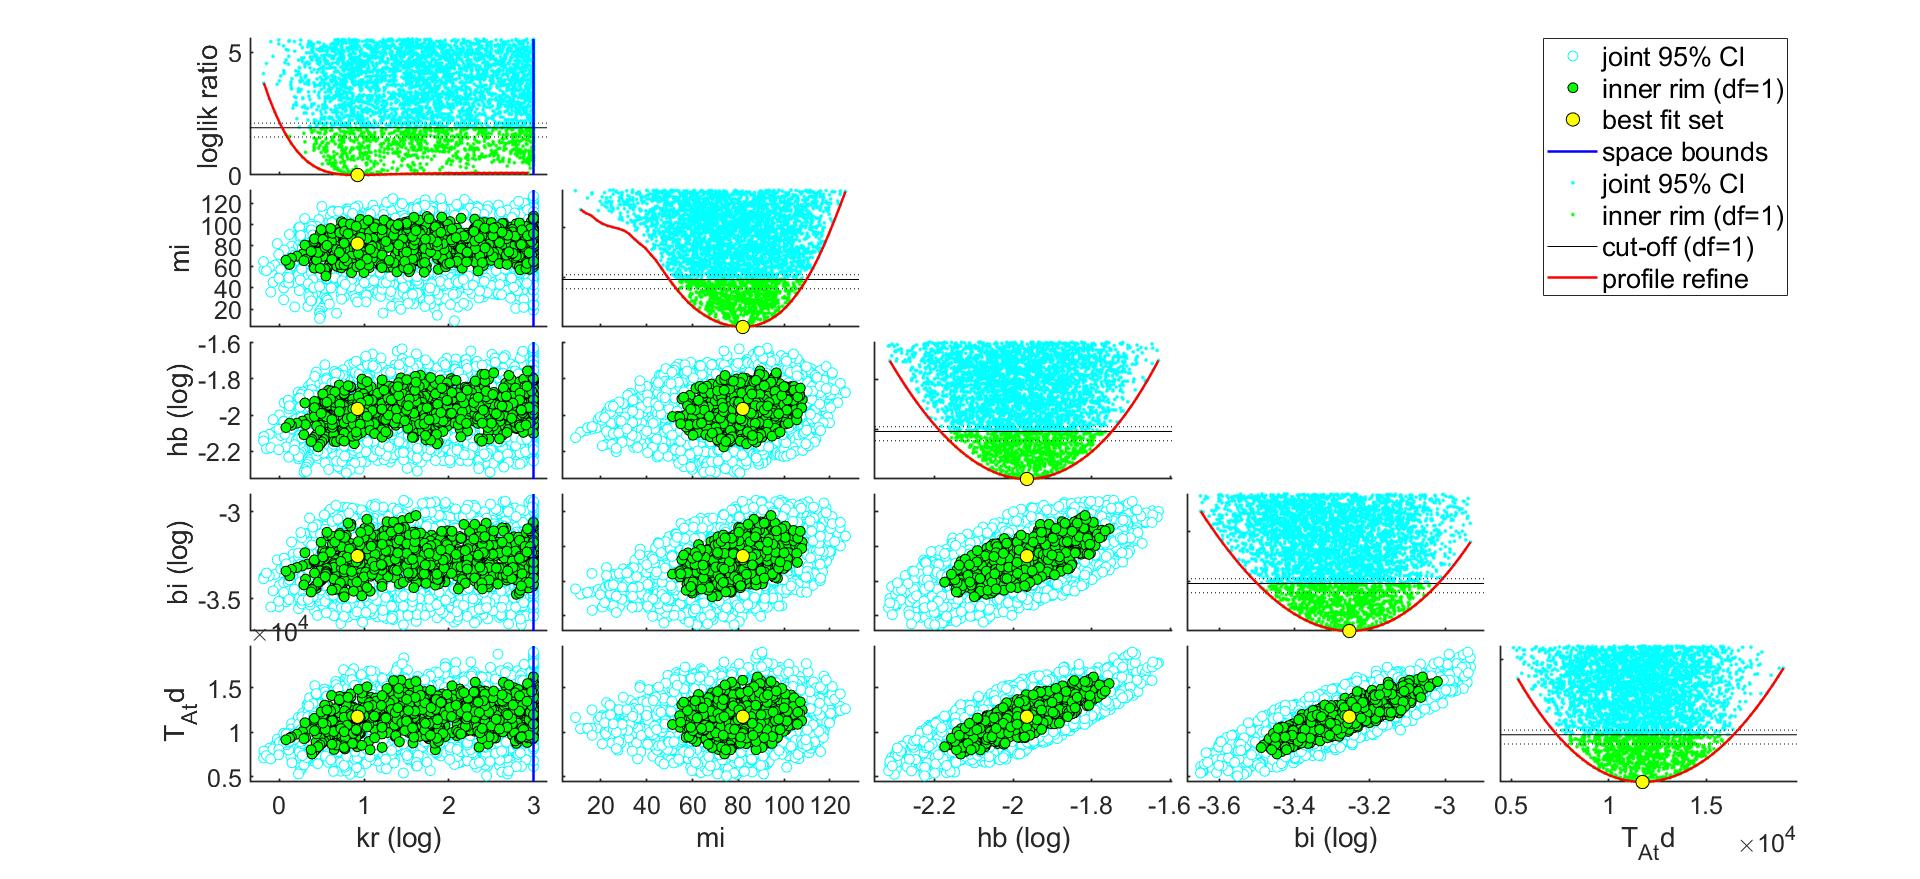 loglik ratio
5
0
joint 95% CI
inner rim (df=1)
best fit set
space bounds
joint 95% CI
inner rim (df=1)
cut-off (df=1)
profile refine
mi
120
100
80
60
40
20
hb (log)
-1.6
-1.8
-2
-2.2
bi (log)
-3
-3.5
×10^4
T_At d
1.5
1
0.5
0 1 2 3
20 40 60 80 100 120
-2.2 -2 -1.8 -1.6
-3.6 -3.4 -3.2 -3
0.5 1 1.5
×10^4
kr (log)
mi
hb (log)
bi (log)
T_At d